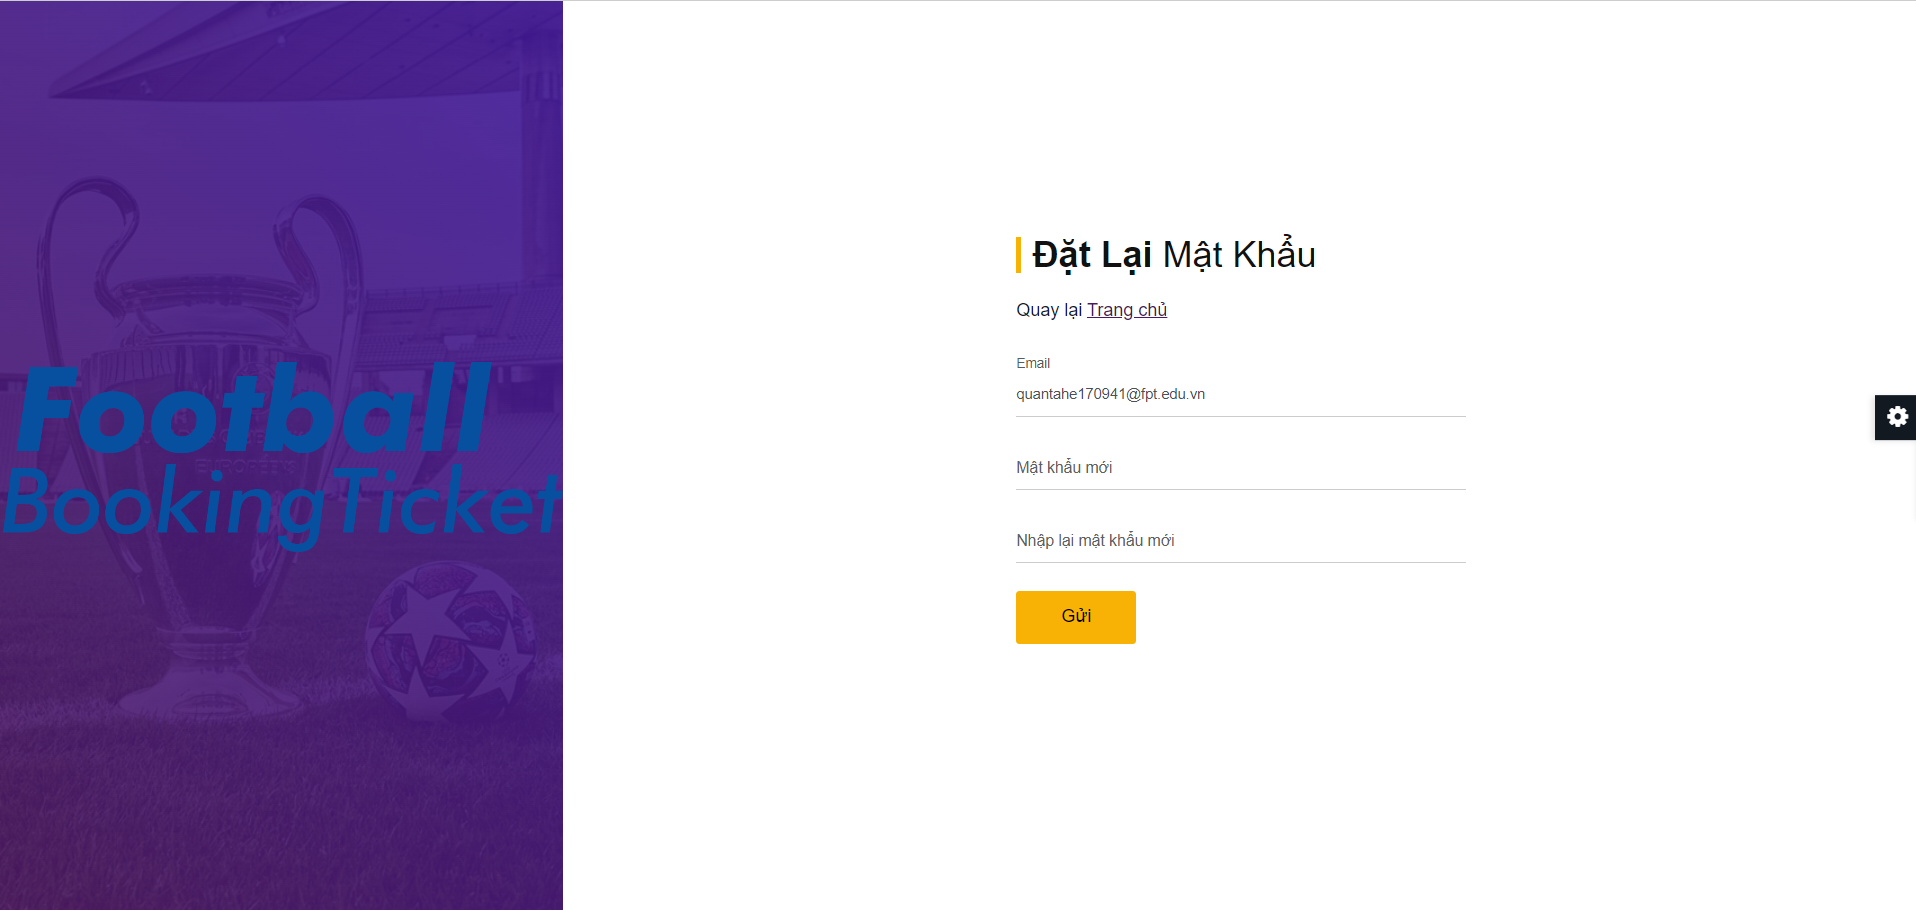 Football
BookingTicket
Đặt Lại Mật Khẩu
Quay lại Trang chủ
Email
quantahe170941@fpt.edu.vn
Mật khẩu mới
Nhập lại mật khẩu mới
Gửi